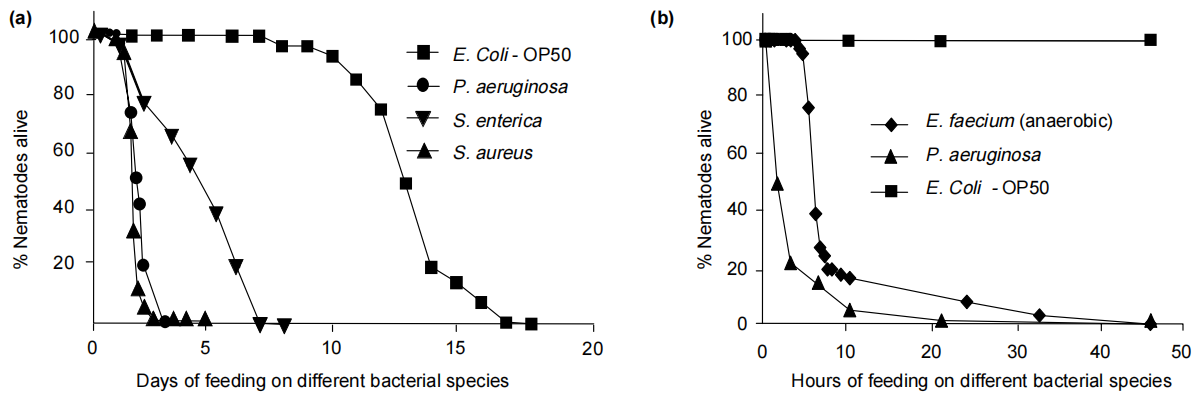 (a)
% Nematodes alive
100
80
60
40
20
0 5 10 15 20
Days of feeding on different bacterial species
E. Coli - OP50
P. aeruginosa
S. enterica
S. aureus
(b)
% Nematodes alive
100
80
60
40
20
0
0 10 20 30 40 50
Hours of feeding on different bacterial species
E. faecium (anaerobic)
P. aeruginosa
E. Coli - OP50